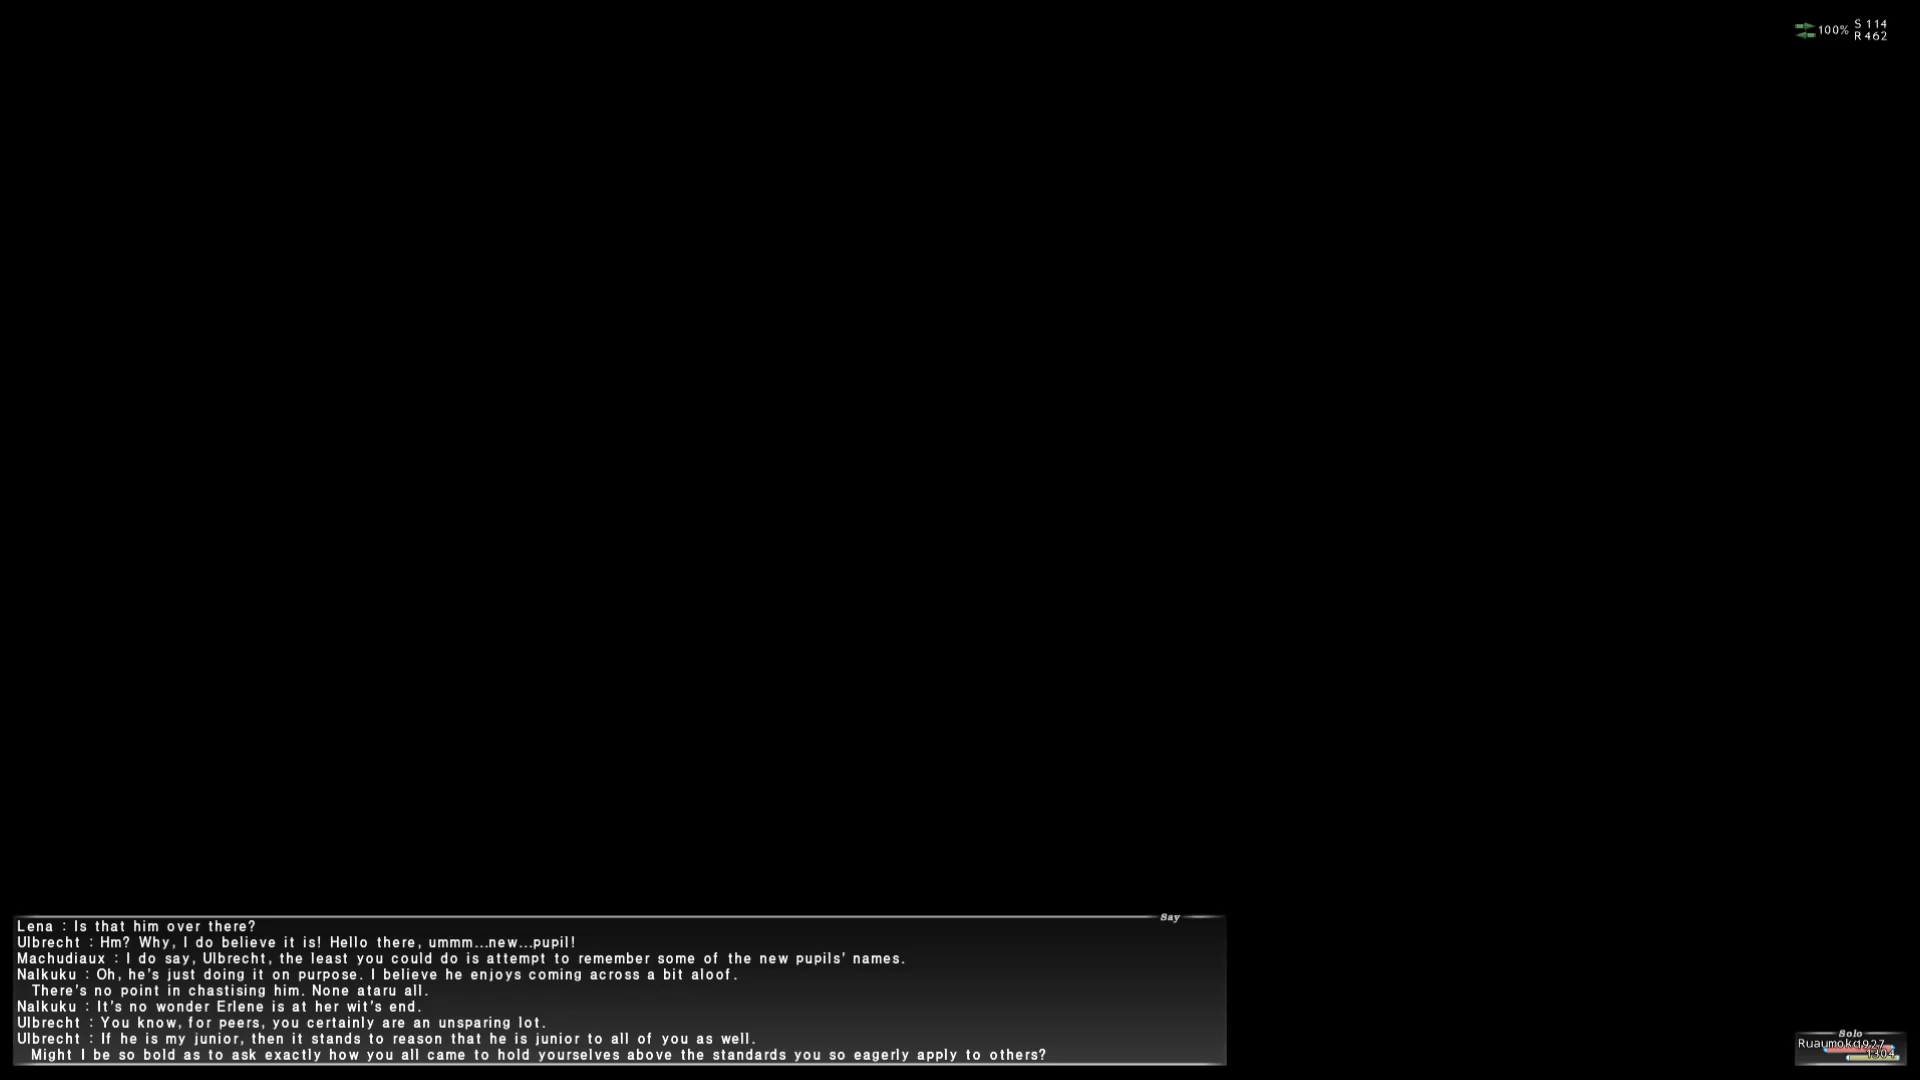 100%
S 114
R 462
Say
Lena : Is that him over there?
Ulbrecht : Hm? Why, I do believe it is! Hello there, ummm...new...pupil!
Machudiaux : I do say, Ulbrecht, the least you could do is attempt to remember some of the new pupils' names.
Nalkuku : Oh, he's just doing it on purpose. I believe he enjoys coming across a bit aloof.
There's no point in chastising him. None ataru all.
Nalkuku : It's no wonder Erlene is at her wit's end.
Ulbrecht : You know, for peers, you certainly are an unsparing lot.
Ulbrecht : If he is my junior, then it stands to reason that he is junior to all of you as well.
Might I be so bold as to ask exactly how you all came to hold yourselves above the standards you so eagerly apply to others?
Solo
1304